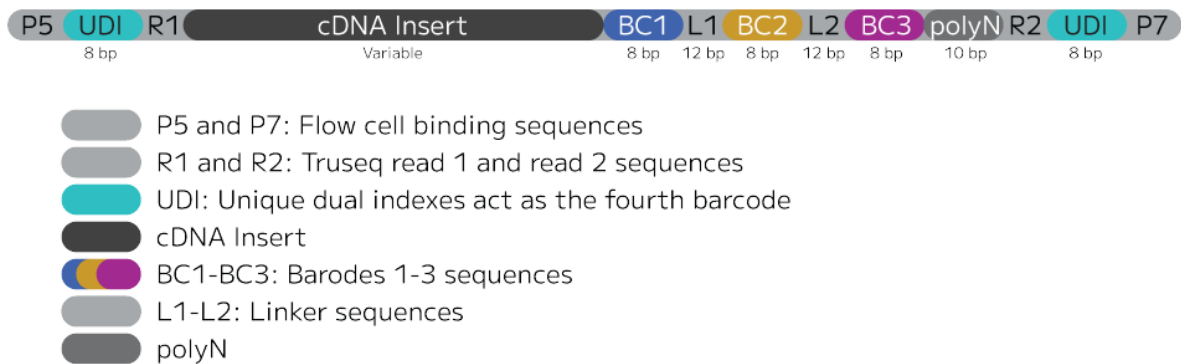 P5 UDI R1 cDNA Insert BC1 L1 BC2 L2 BC3 polyN R2 UDI P7
8 bp Variable 8 bp 12 bp 8 bp 12 bp 8 bp 10 bp 8 bp
P5 and P7: Flow cell binding sequences
R1 and R2: Truseq read 1 and read 2 sequences
UDI: Unique dual indexes act as the fourth barcode
cDNA Insert
BC1-BC3: Barodes 1-3 sequences
L1-L2: Linker sequences
polyN